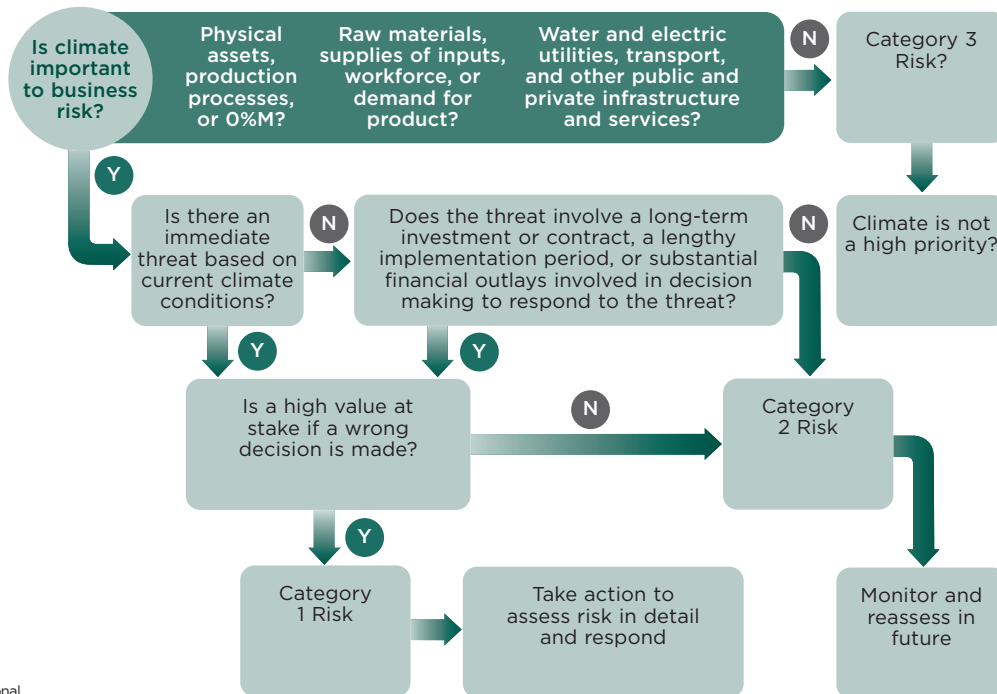 Is climate
important
to business
risk?
Physical
assets,
production
processes,
or 0%M?
Raw materials,
supplies of inputs,
workforce, or
demand for
product?
Water and electric
utilities, transport,
and other public and
private infrastructure
and services?
N
Category 3
Risk?
Y
Is there an
immediate
threat based on
current climate
conditions?
N
Does the threat involve a long-term
investment or contract, a lengthy
implementation period, or substantial
financial outlays involved in decision
making to respond to the threat?
N
Climate is not
a high priority?
Y
Y
Is a high value at
stake if a wrong
decision is made?
N
Category
2 Risk
Y
Category
1 Risk
Take action to
assess risk in detail
and respond
Monitor and
reassess in
future